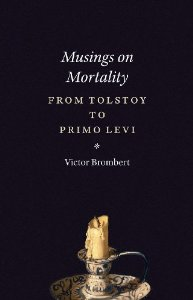 Musings on
Mortality
FROM TOLSTOY
TO
PRIMO LEVI
*
Victor Brombert